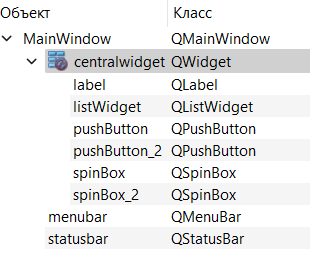 Объект Класс
MainWindow QMainWindow
centralwidget QWidget
label QLabel
listWidget QListWidget
pushButton QPushButton
pushButton_2 QPushButton
spinBox QSpinBox
spinBox_2 QSpinBox
menubar QMenuBar
statusbar QStatusBar